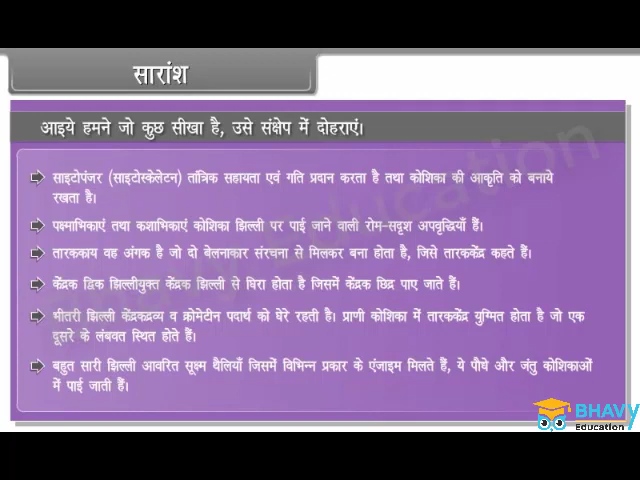 सारांश
आइये हमने जो कुछ सीखा है, उसे संक्षेप में दोहराएं।
साइटोपंजर (साइटोस्केलेटन) तांत्रिक सहायता एवं गति प्रदान करता है तथा कोशिका की आकृति को बनाये
रखता है।
पक्ष्माभिकाएं तथा कशाभिकाएं कोशिका झिल्ली पर पाई जाने वाली रोम-सदृश अपवृद्धियाँ हैं।
तारककाय वह अंगक है जो दो बेलनाकार संरचना से मिलकर बना होता है, जिसे तारककेंद्र कहते हैं।
केंद्रक द्विक झिल्लीयुक्त केंद्रक झिल्ली से घिरा होता है जिसमें केंद्रक छिद्र पाए जाते हैं।
भीतरी झिल्ली केंद्रकद्रव्य व क्रोमेटीन पदार्थ को घेरे रहती है। प्राणी कोशिका में तारककेंद्र युग्मित होता है जो एक
दूसरे के लंबवत स्थित होते हैं।
बहुत सारी झिल्ली आवरित सूक्ष्म थैलियाँ जिसमें विभिन्न प्रकार के एंजाइम मिलते हैं, ये पौधे और जंतु कोशिकाओं
में पाई जाती हैं।
BHAVY
Education